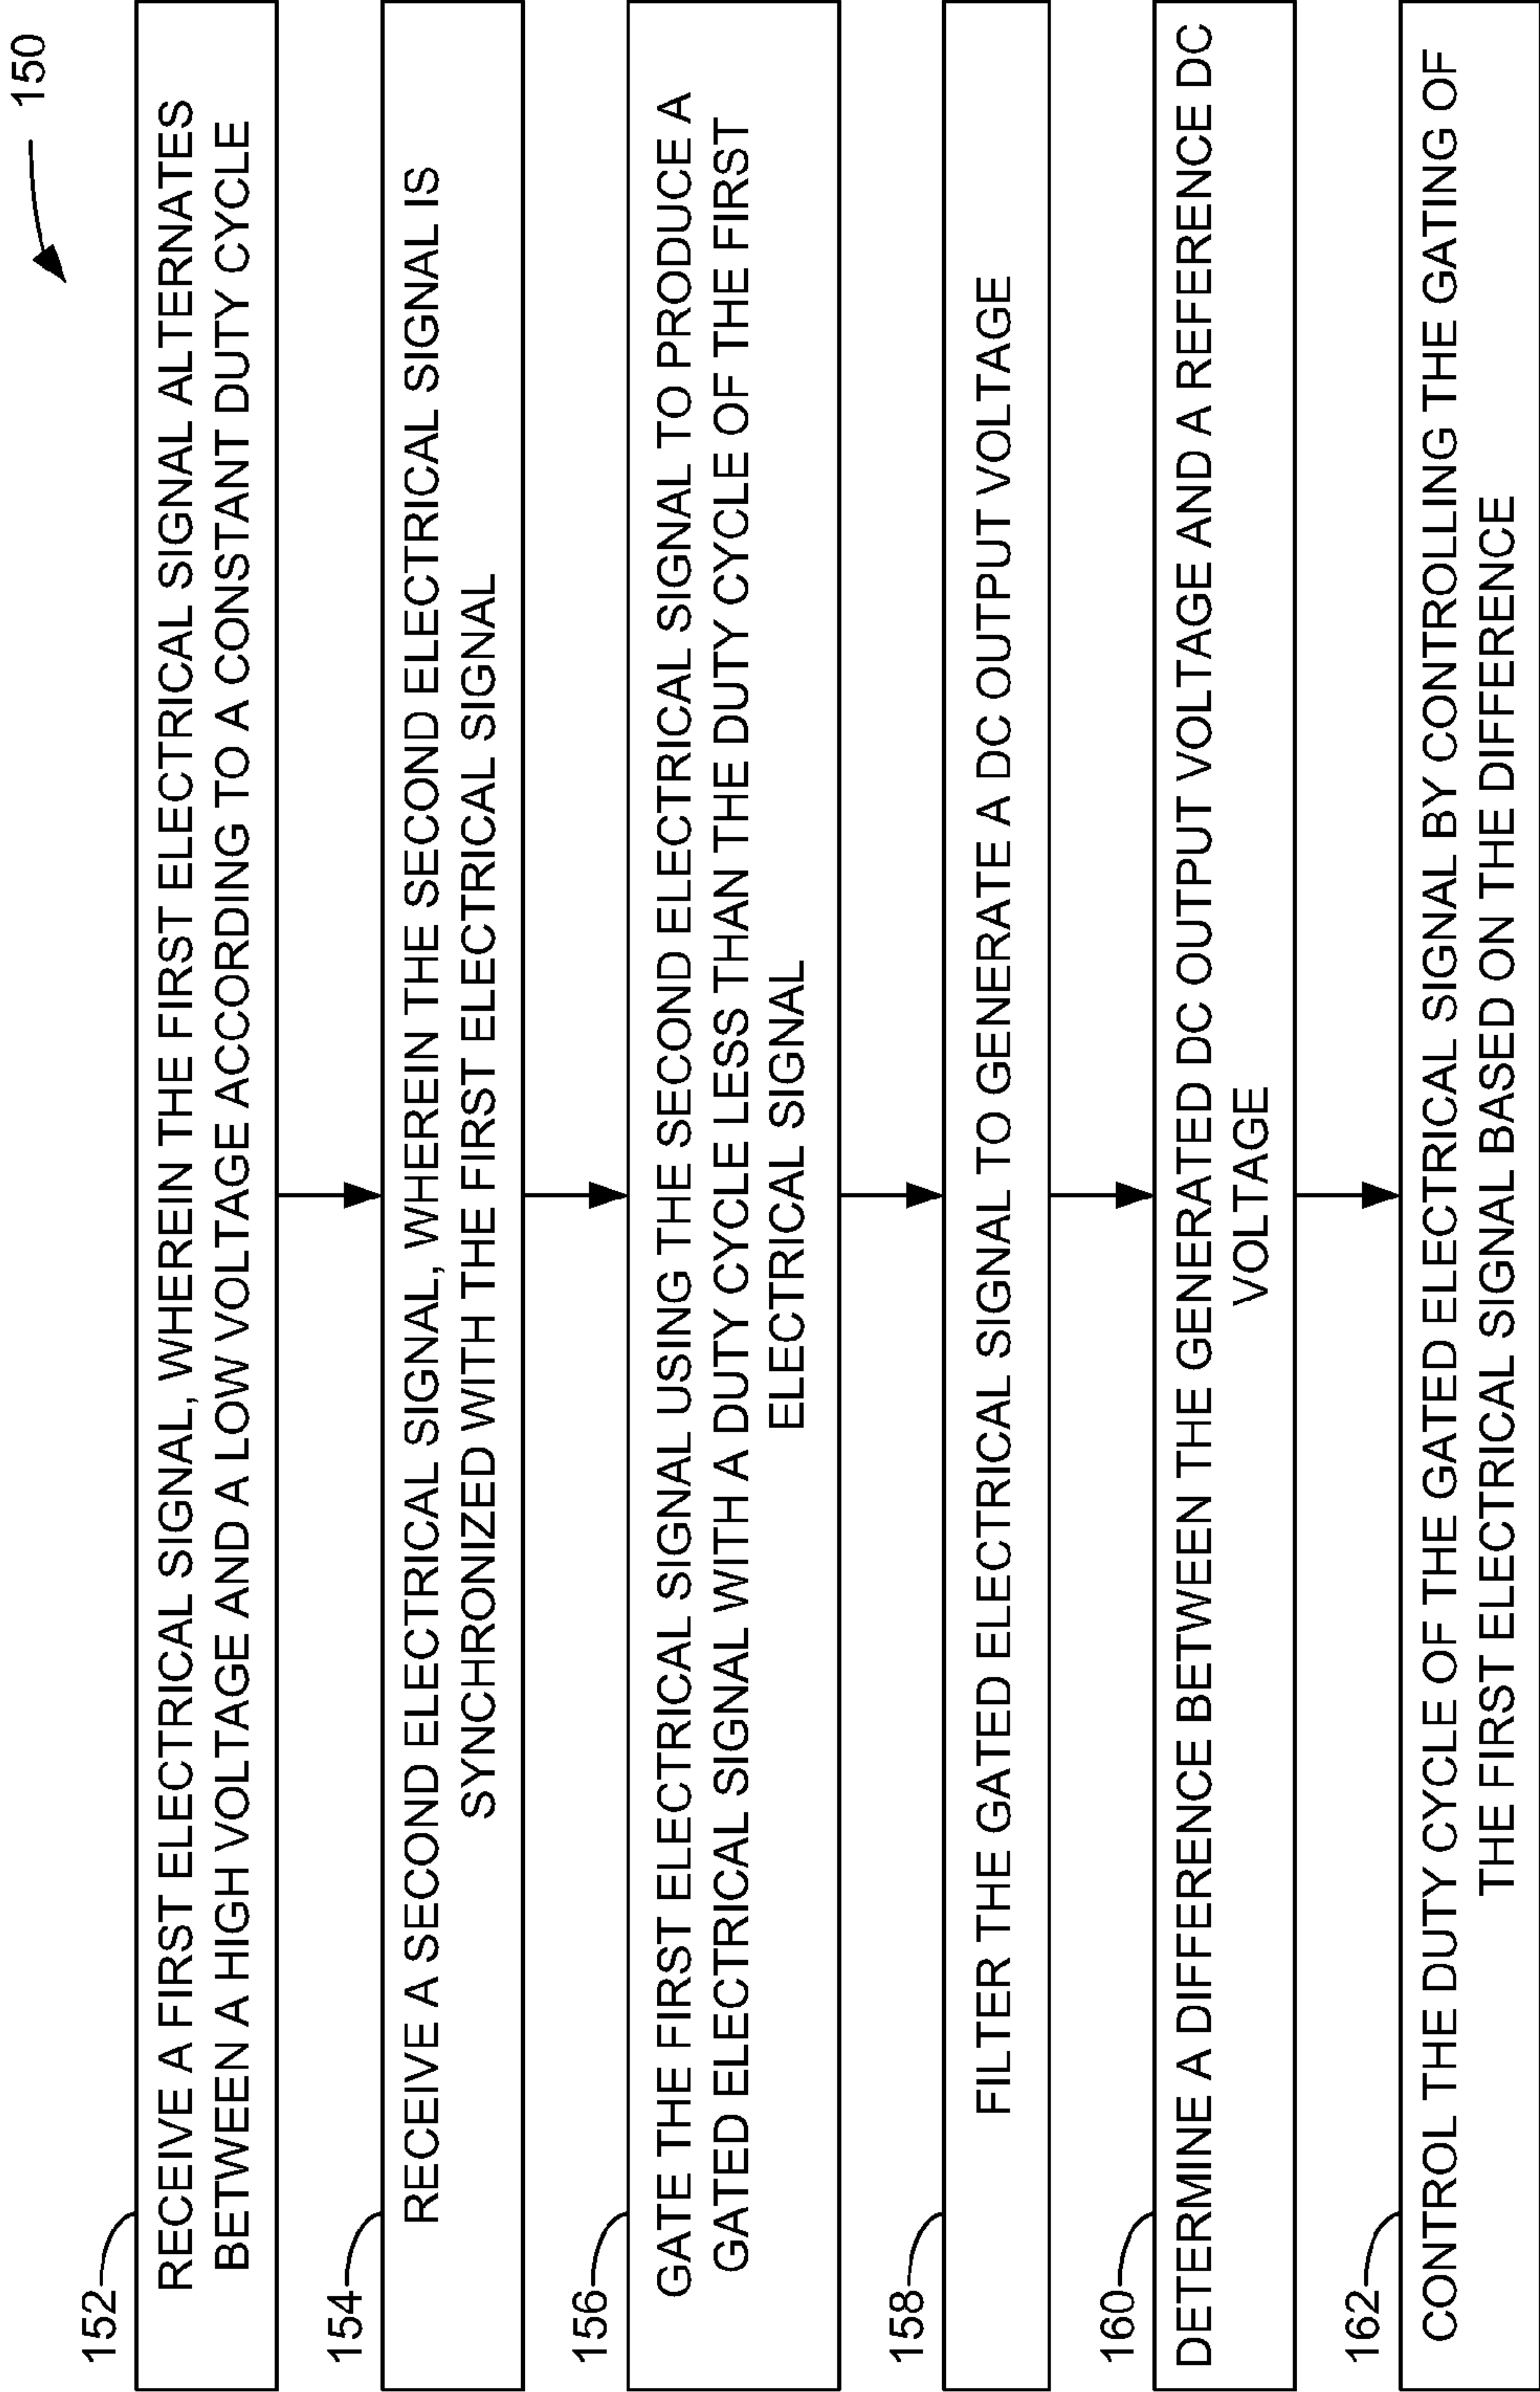 150
152
RECEIVE A FIRST ELECTRICAL SIGNAL, WHEREIN THE FIRST ELECTRICAL SIGNAL ALTERNATES
BETWEEN A HIGH VOLTAGE AND A LOW VOLTAGE ACCORDING TO A CONSTANT DUTY CYCLE
154
RECEIVE A SECOND ELECTRICAL SIGNAL, WHEREIN THE SECOND ELECTRICAL SIGNAL IS
SYNCHRONIZED WITH THE FIRST ELECTRICAL SIGNAL
156
GATE THE FIRST ELECTRICAL SIGNAL USING THE SECOND ELECTRICAL SIGNAL TO PRODUCE A
GATED ELECTRICAL SIGNAL WITH A DUTY CYCLE LESS THAN THE DUTY CYCLE OF THE FIRST
ELECTRICAL SIGNAL
158
FILTER THE GATED ELECTRICAL SIGNAL TO GENERATE A DC OUTPUT VOLTAGE
160
DETERMINE A DIFFERENCE BETWEEN THE GENERATED DC OUTPUT VOLTAGE AND A REFERENCE DC
VOLTAGE
162
CONTROL THE DUTY CYCLE OF THE GATED ELECTRICAL SIGNAL BY CONTROLLING THE GATING OF
THE FIRST ELECTRICAL SIGNAL BASED ON THE DIFFERENCE